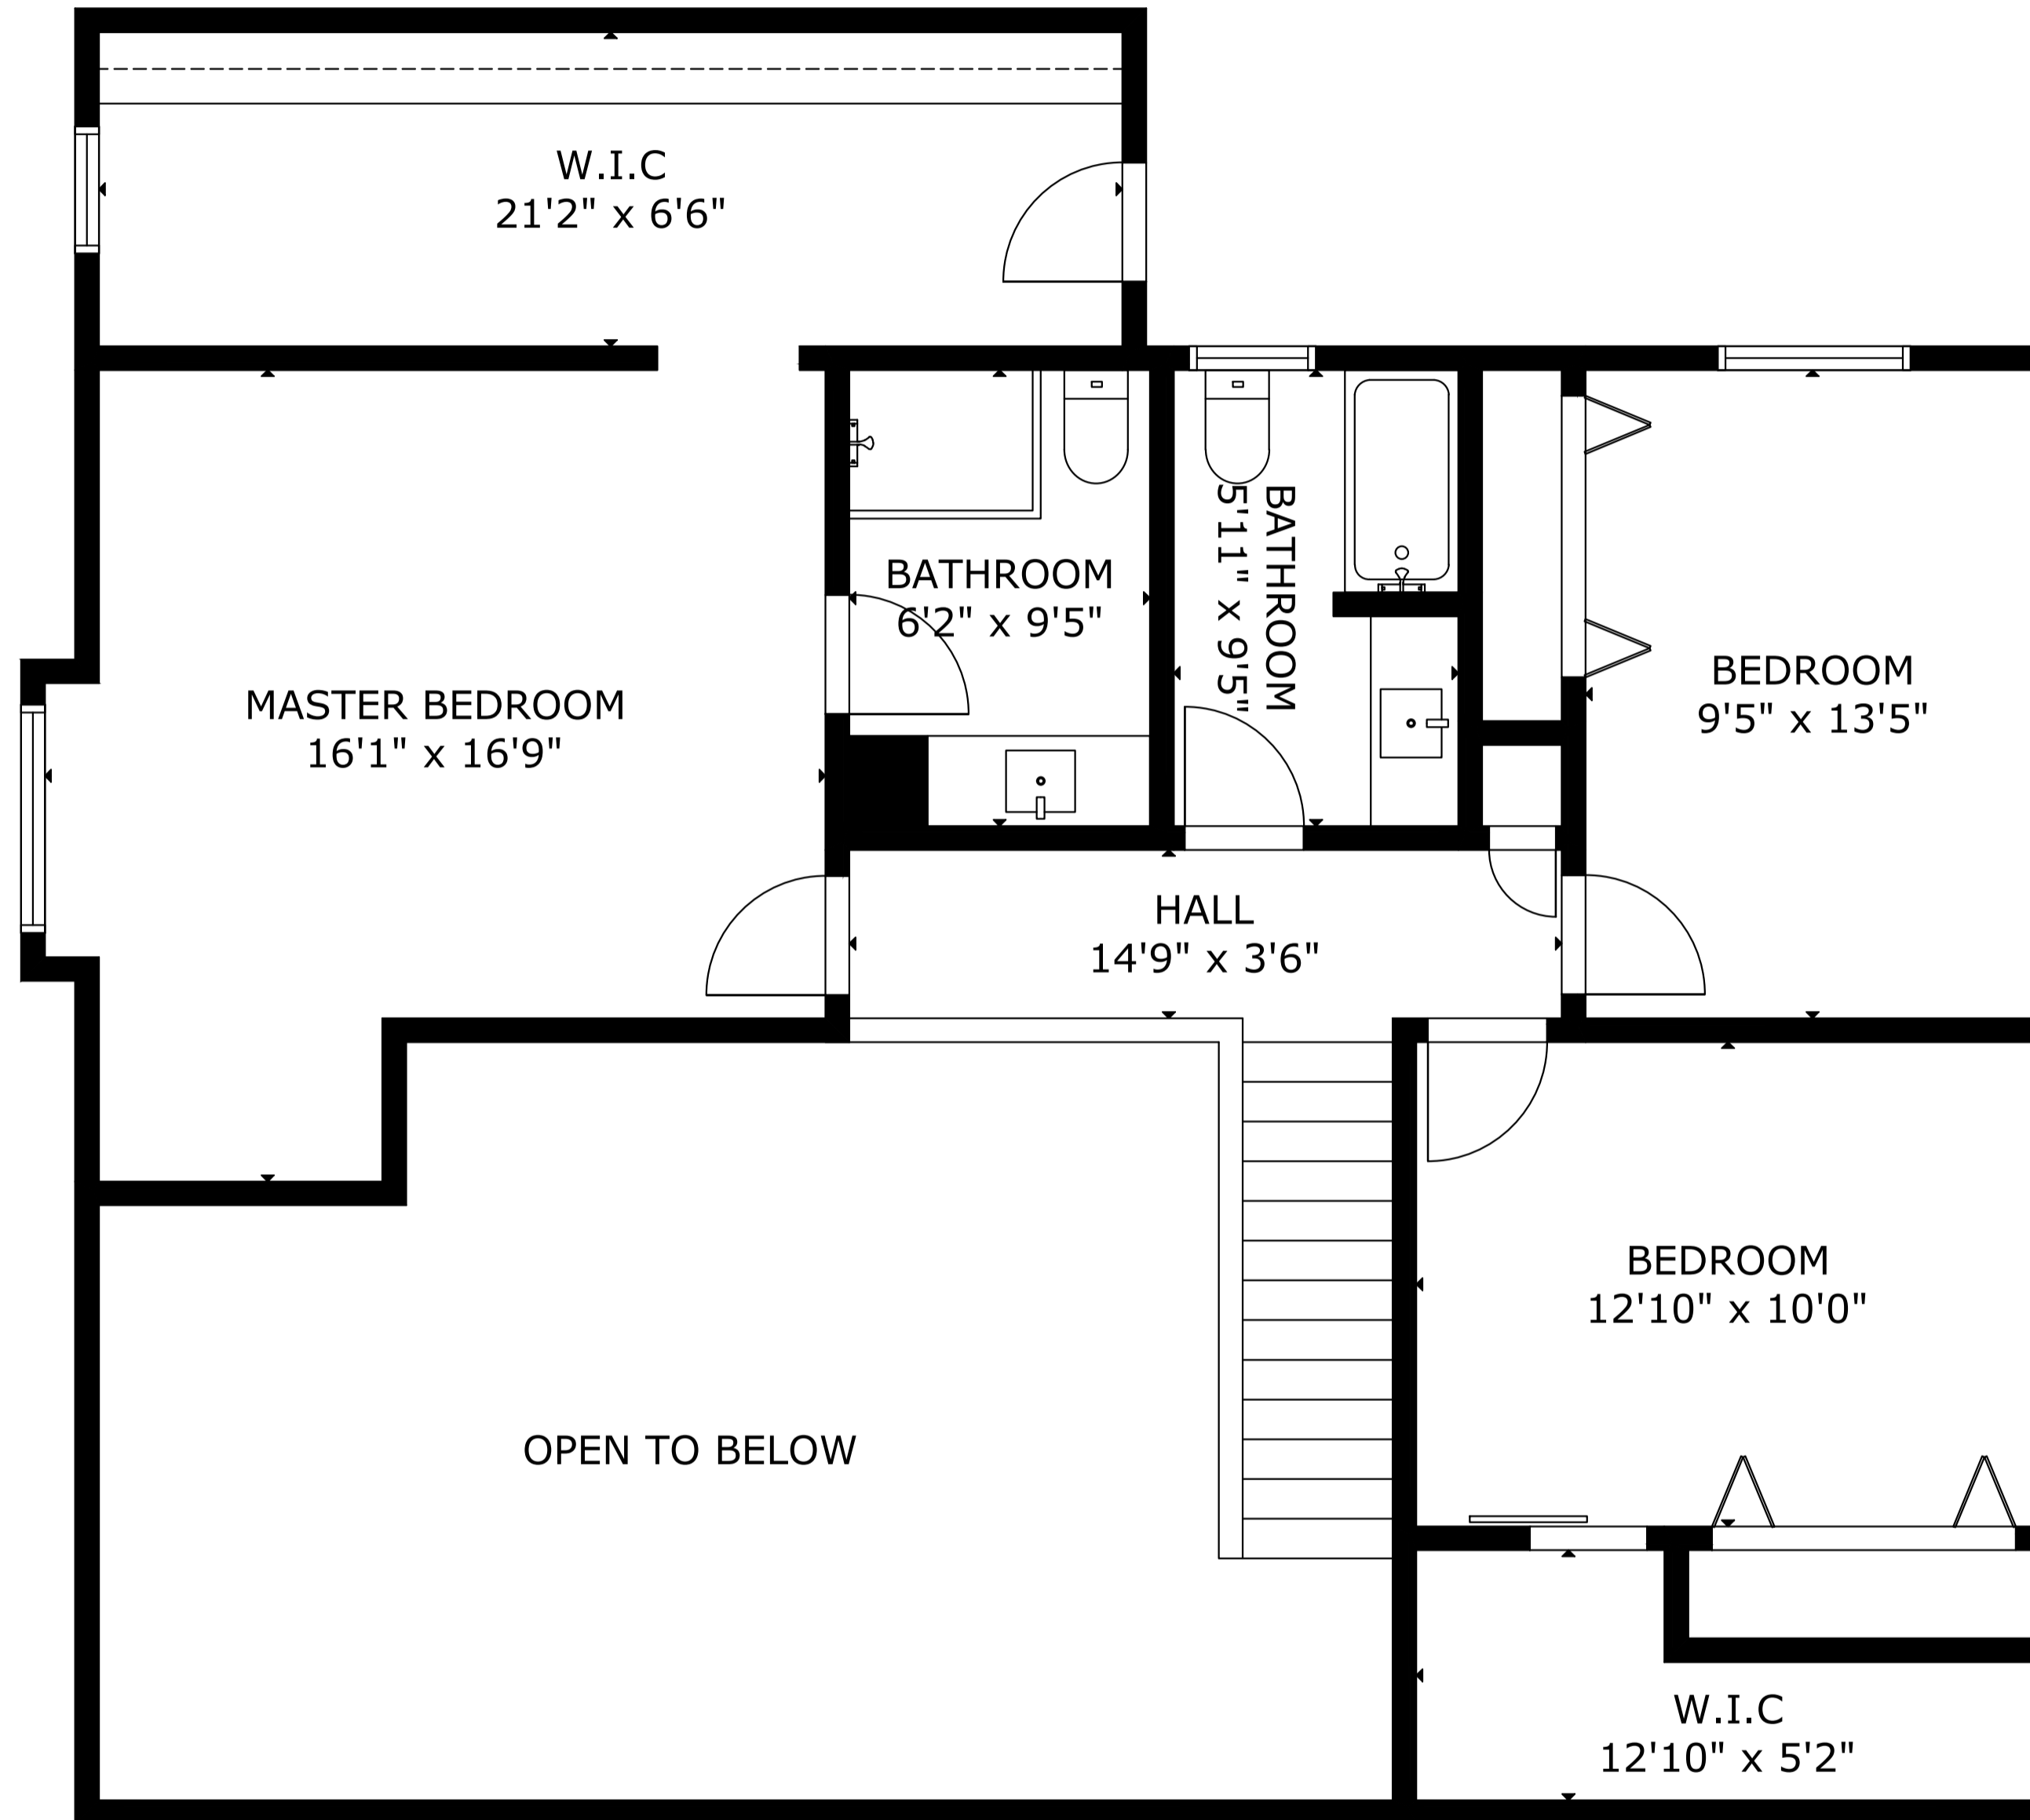 W.I.C
21'2" x 6'6"
BATHROOM
6'2" x 9'5"
BATHROOM
5'11" x 9'5"
BEDROOM
9'5" x 13'5"
MASTER BEDROOM
16'1" x 16'9"
HALL
14'9" x 3'6"
BEDROOM
12'10" x 10'0"
OPEN TO BELOW
W.I.C
12'10" x 5'2"